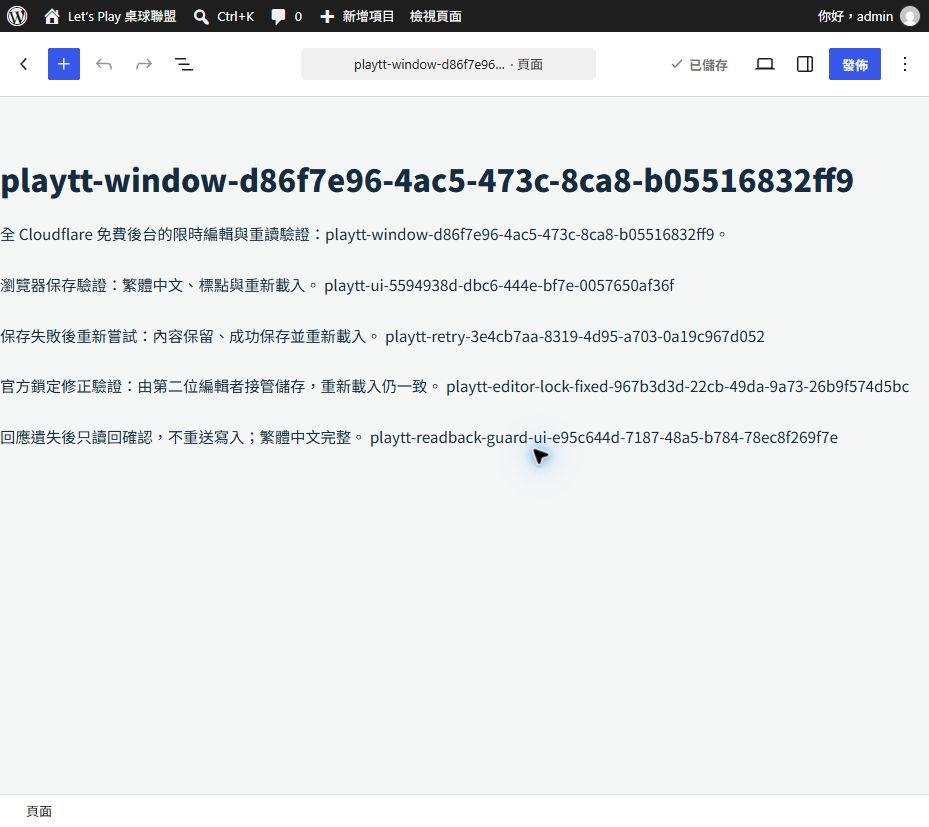 Let's Play 桌球聯盟 Ctrl+K 0 新增項目 檢視頁面 你好，admin
playtt-window-d86f7e96... · 頁面 已儲存 發佈
playtt-window-d86f7e96-4ac5-473c-8ca8-b05516832ff9
全 Cloudflare 免費後台的限時編輯與重讀驗證：playtt-window-d86f7e96-4ac5-473c-8ca8-b05516832ff9。
瀏覽器保存驗證：繁體中文、標點與重新載入。 playtt-ui-5594938d-dbc6-444e-bf7e-0057650af36f
保存失敗後重新嘗試：內容保留、成功保存並重新載入。 playtt-retry-3e4cb7aa-8319-4d95-a703-0a19c967d052
官方鎖定修正驗證：由第二位編輯者接管儲存，重新載入仍一致。 playtt-editor-lock-fixed-967b3d3d-22cb-49da-9a73-26b9f574d5bc
回應遺失後只讀回確認，不重送寫入；繁體中文完整。 playtt-readback-guard-ui-e95c644d-7187-48a5-b784-78ec8f269f7e
頁面